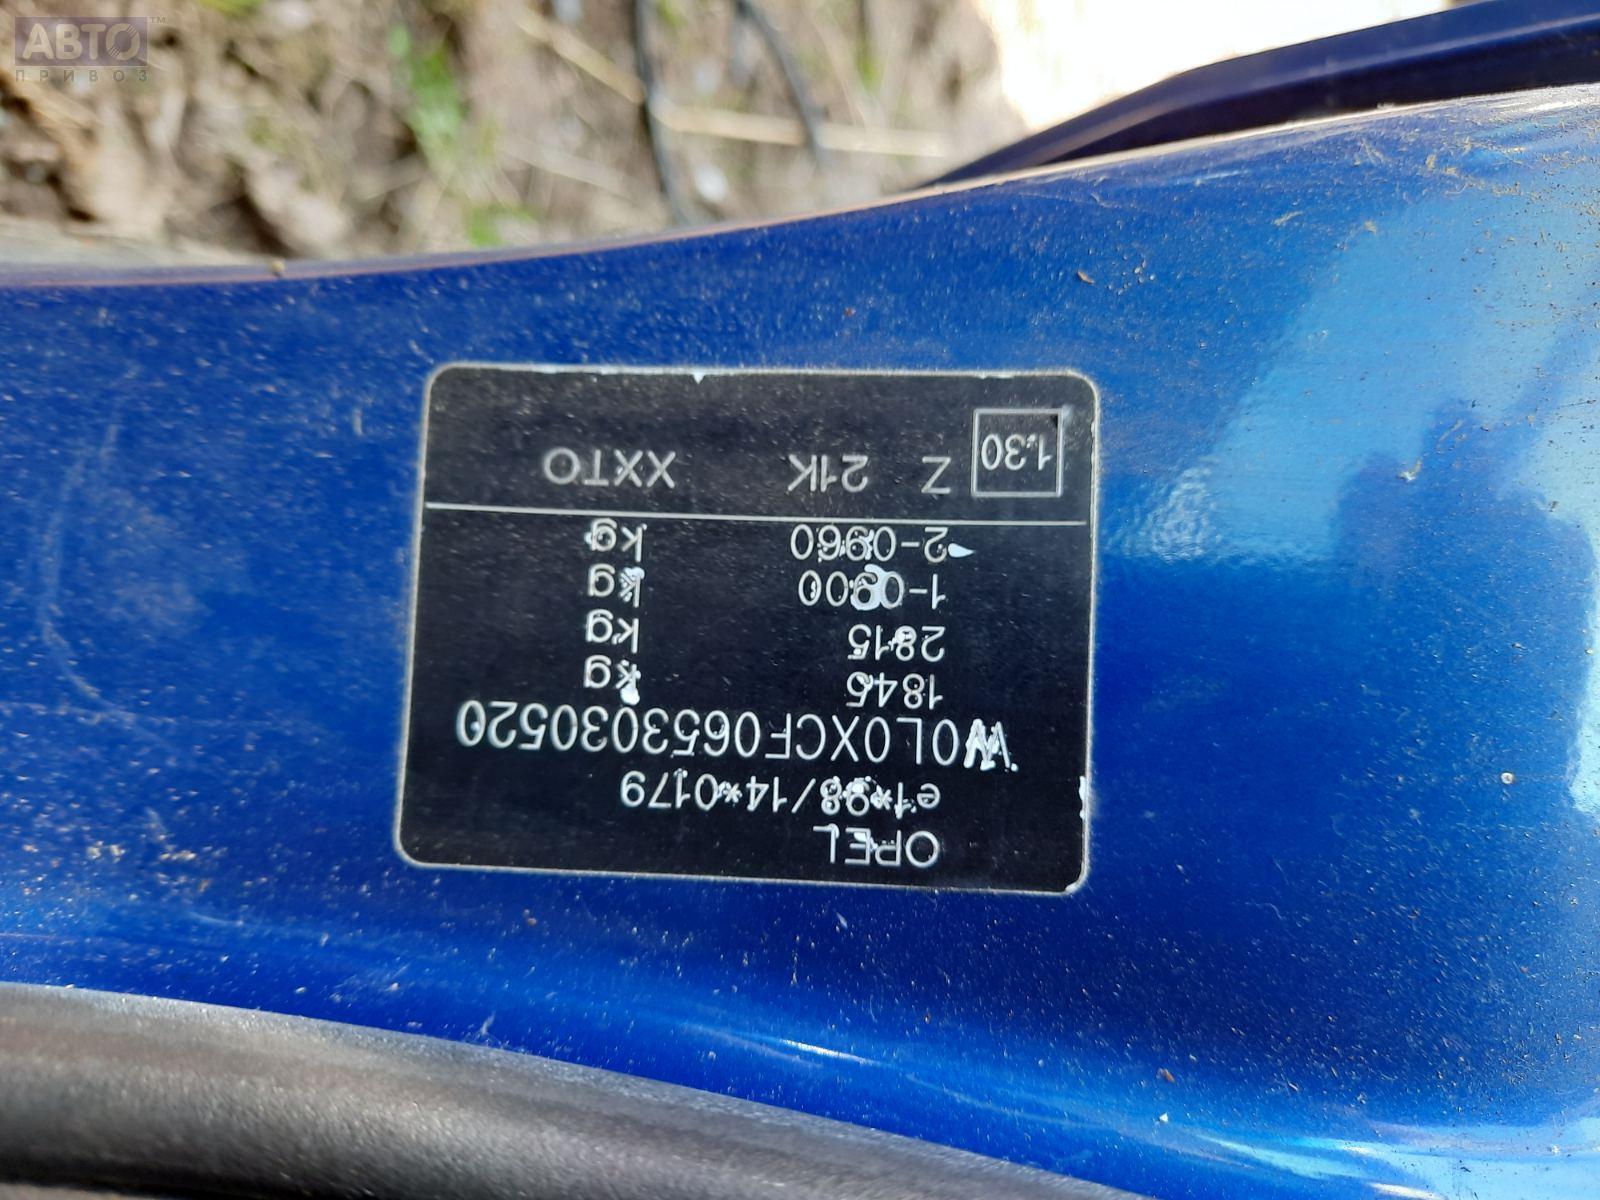 АВТО™
ПРИВОЗ
OPEL
e1*98/14*0179
W0L0XCF0653030520
1845 kg
2815 kg
1-0900 kg
2-0960 kg
1.30 Z 21K XXTO